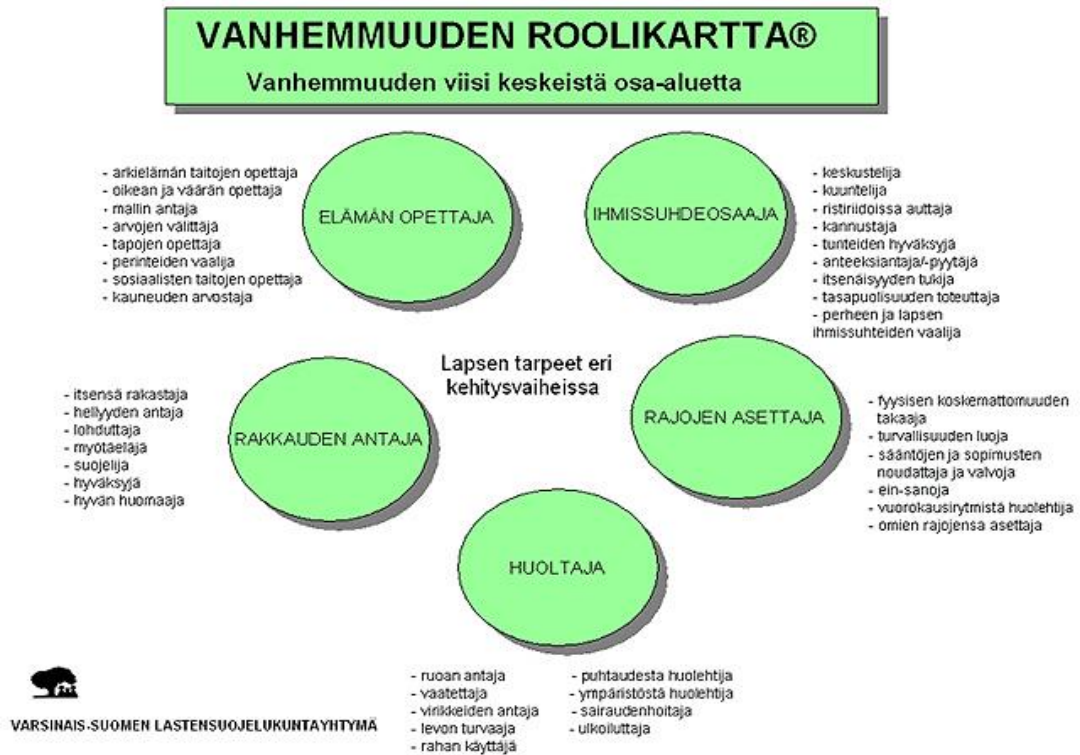 VANHEMMUUDEN ROOLIKARTTA®
Vanhemmuuden viisi keskeistä osa-aluetta
- arkielämän taitojen opettaja
- oikean ja väärän opettaja
- mallin antaja
- arvojen välittäjä
- tapojen opettaja
- perinteiden vaalija
- sosiaalisten taitojen opettaja
- kauneuden arvostaja
ELÄMÄN OPETTAJA
IHMISSUHDEOSAAJA
- keskustelija
- kuuntelija
- ristiriidoissa auttaja
- kannustaja
- tunteiden hyväksyjä
- anteeksiantaja/-pyytäjä
- itsenäisyyden tukija
- tasapuolisuuden toteuttaja
- perheen ja lapsen
ihmissuhteiden vaalija
Lapsen tarpeet eri
kehitysvaiheissa
- itsensä rakastaja
- hellyyden antaja
- lohduttaja
- myötäeläjä
- suojelija
- hyväksyjä
- hyvän huomaaja
RAKKAUDEN ANTAJA
RAJOJEN ASETTAJA
- fyysisen koskemattomuuden
takaaja
- turvallisuuden luoja
- sääntöjen ja sopimusten
noudattaja ja valvoja
- ein-sanoja
- vuorokausirytmistä huolehtija
- omien rajojensa asettaja
HUOLTAJA
- ruoan antaja
- vaatettaja
- virikkeiden antaja
- levon turvaaja
- rahan käyttäjä
- puhtaudesta huolehtija
- ympäristöstä huolehtija
- sairaudenhoitaja
- ulkoiluttaja
VARSINAIS-SUOMEN LASTENSUOJELUKUNTAYHTYMÄ